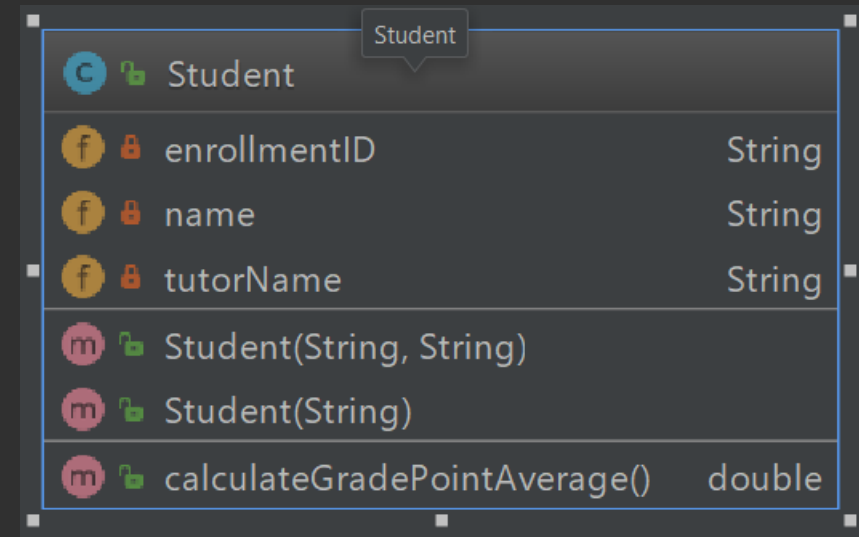 Student
C Student
f enrollmentID String
f name String
f tutorName String
m Student(String, String)
m Student(String)
m calculateGradePointAverage() double